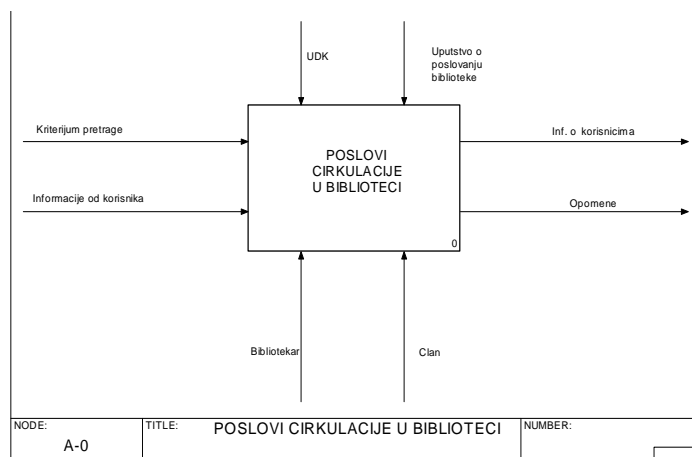 UDK
Uputstvo o
poslovanju
biblioteke
Kriterijum pretrage
Inf. o korisnicima
POSLOVI
CIRKULACIJE
U BIBLIOTECI
Informacije od korisnika
Opomene
0
Bibliotekar
Clan
NODE:
A-0
TITLE:
POSLOVI CIRKULACIJE U BIBLIOTECI
NUMBER: